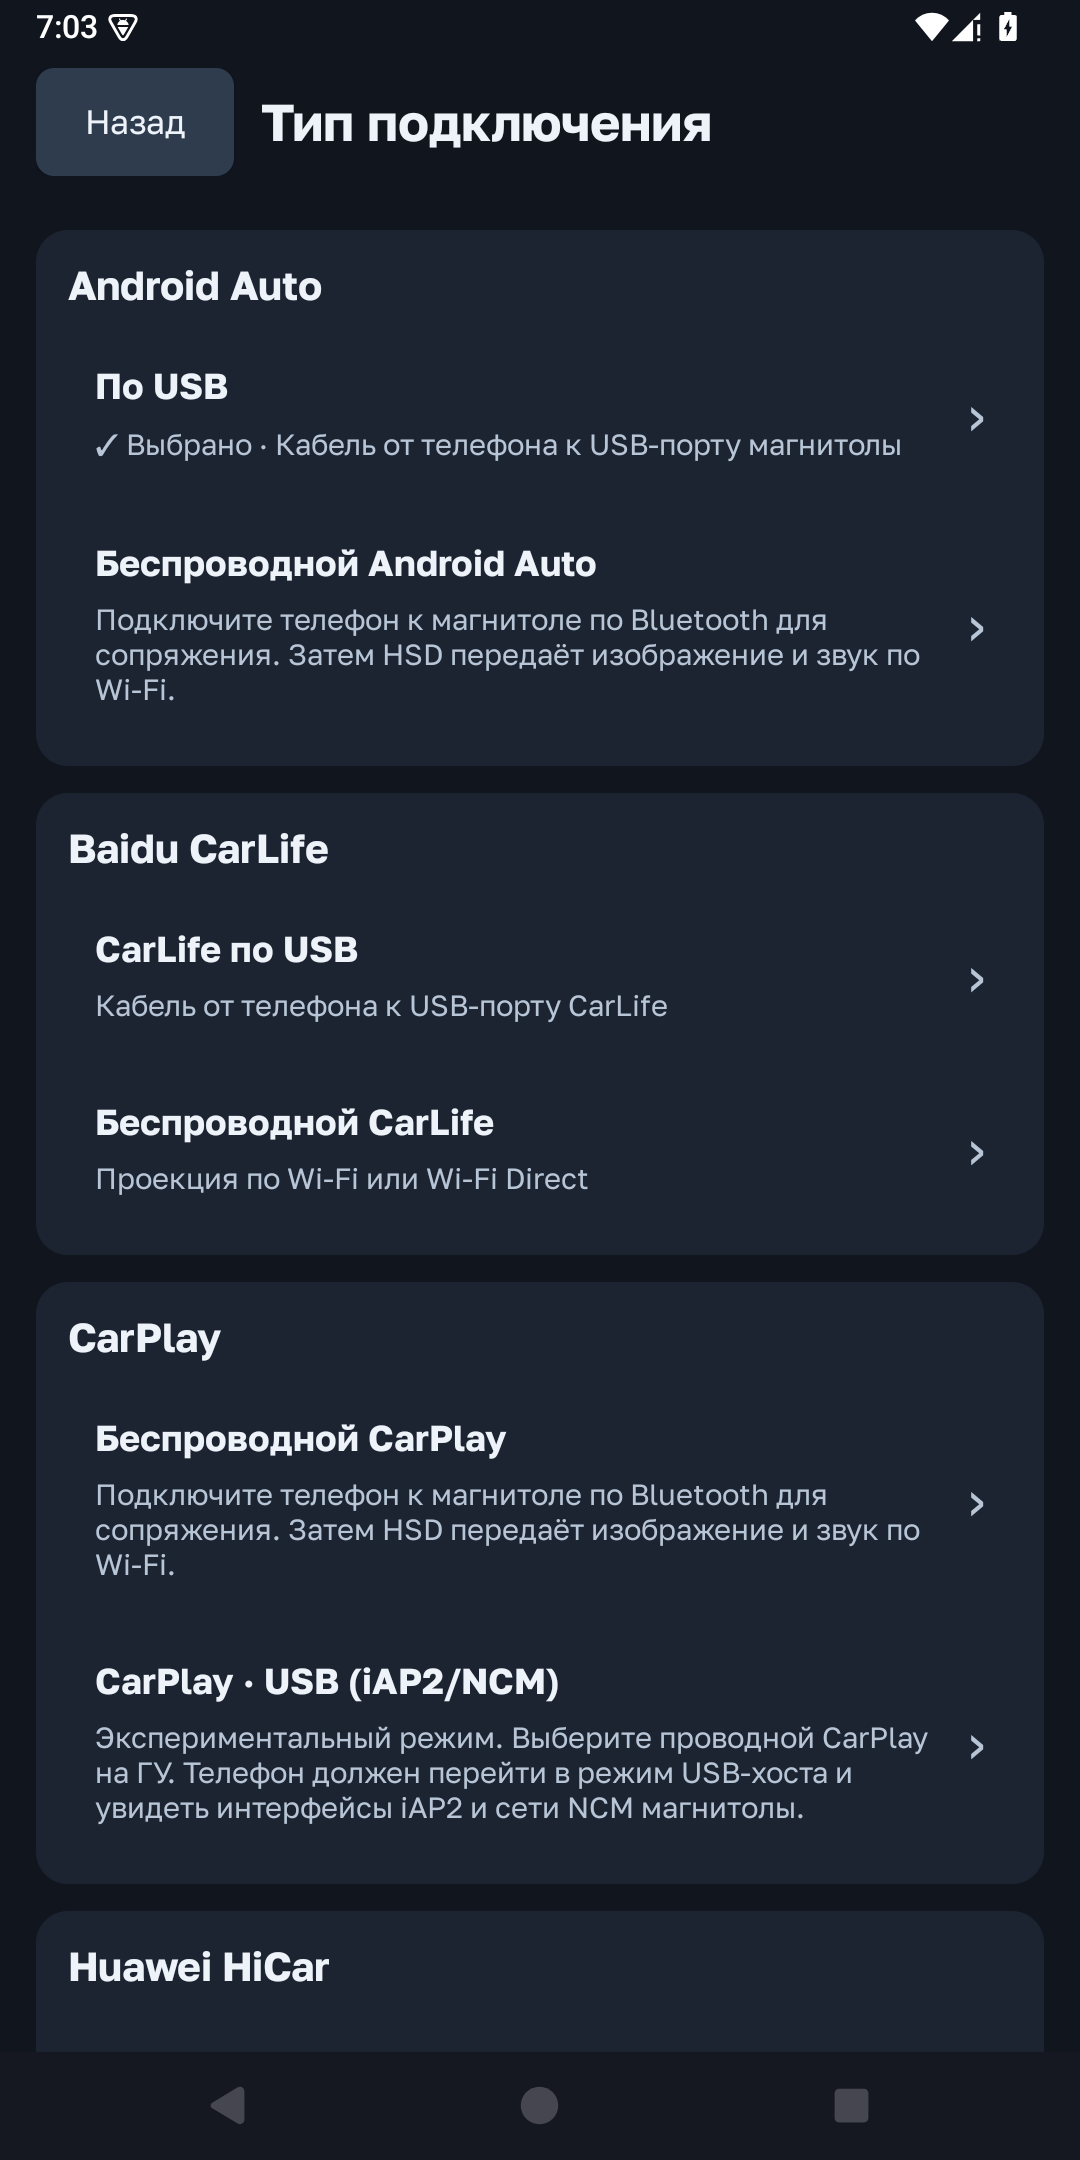 7:03
Назад
Тип подключения
Android Auto
По USB
✓ Выбрано · Кабель от телефона к USB-порту магнитолы
Беспроводной Android Auto
Подключите телефон к магнитоле по Bluetooth для
сопряжения. Затем HSD передаёт изображение и звук по
Wi-Fi.
Baidu CarLife
CarLife по USB
Кабель от телефона к USB-порту CarLife
Беспроводной CarLife
Проекция по Wi-Fi или Wi-Fi Direct
CarPlay
Беспроводной CarPlay
Подключите телефон к магнитоле по Bluetooth для
сопряжения. Затем HSD передаёт изображение и звук по
Wi-Fi.
CarPlay · USB (iAP2/NCM)
Экспериментальный режим. Выберите проводной CarPlay
на ГУ. Телефон должен перейти в режим USB-хоста и
увидеть интерфейсы iAP2 и сети NCM магнитолы.
Huawei HiCar